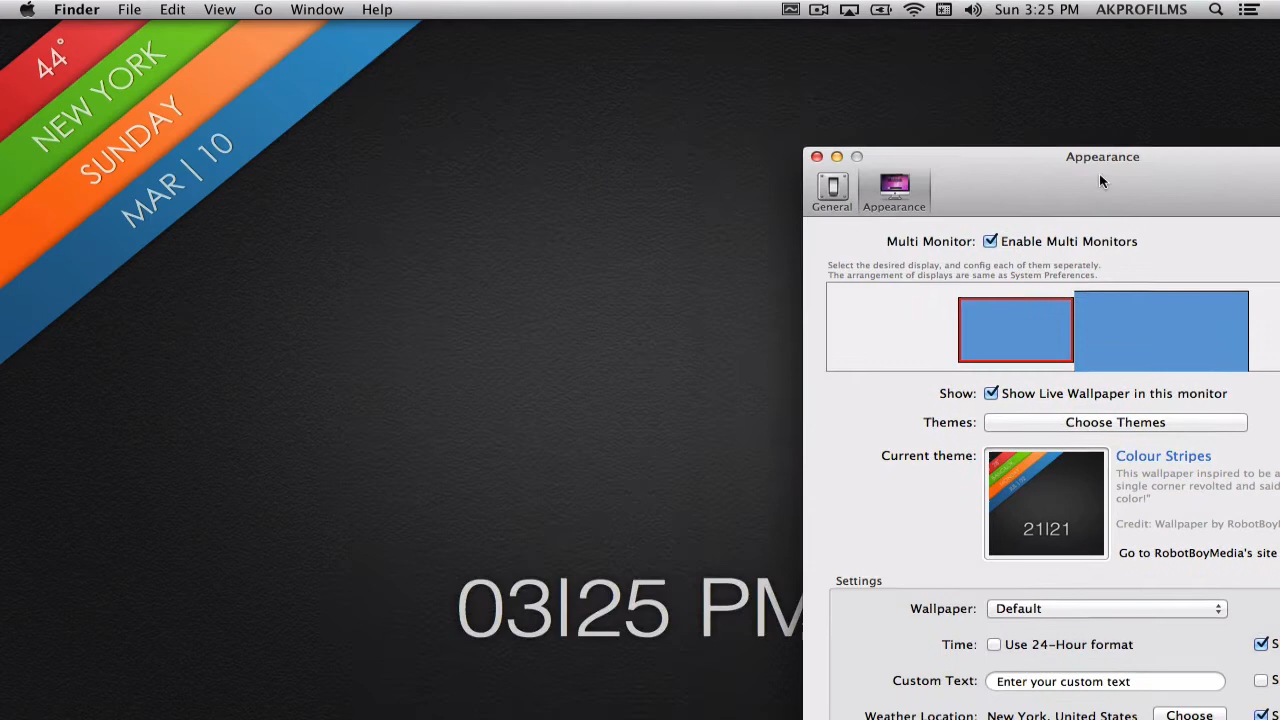 Finder File Edit View Go Window Help Sun 3:25 PM AKPROFILMS
44°
NEW YORK
SUNDAY
MAR | 10
Appearance
General Appearance
Multi Monitor: Enable Multi Monitors
Select the desired display, and config each of them seperately.
The arrangement of displays are same as System Preferences.
Show: Show Live Wallpaper in this monitor
Themes: Choose Themes
Current theme: Colour Stripes
This wallpaper inspired to be a
single corner revolted and said
color!"
21|21
Credit: Wallpaper by RobotBoyM
Go to RobotBoyMedia's site
Settings
03|25 PM
Wallpaper: Default
Time: Use 24-Hour format S
Custom Text: Enter your custom text S
Weather Location: New York, United States Choose S